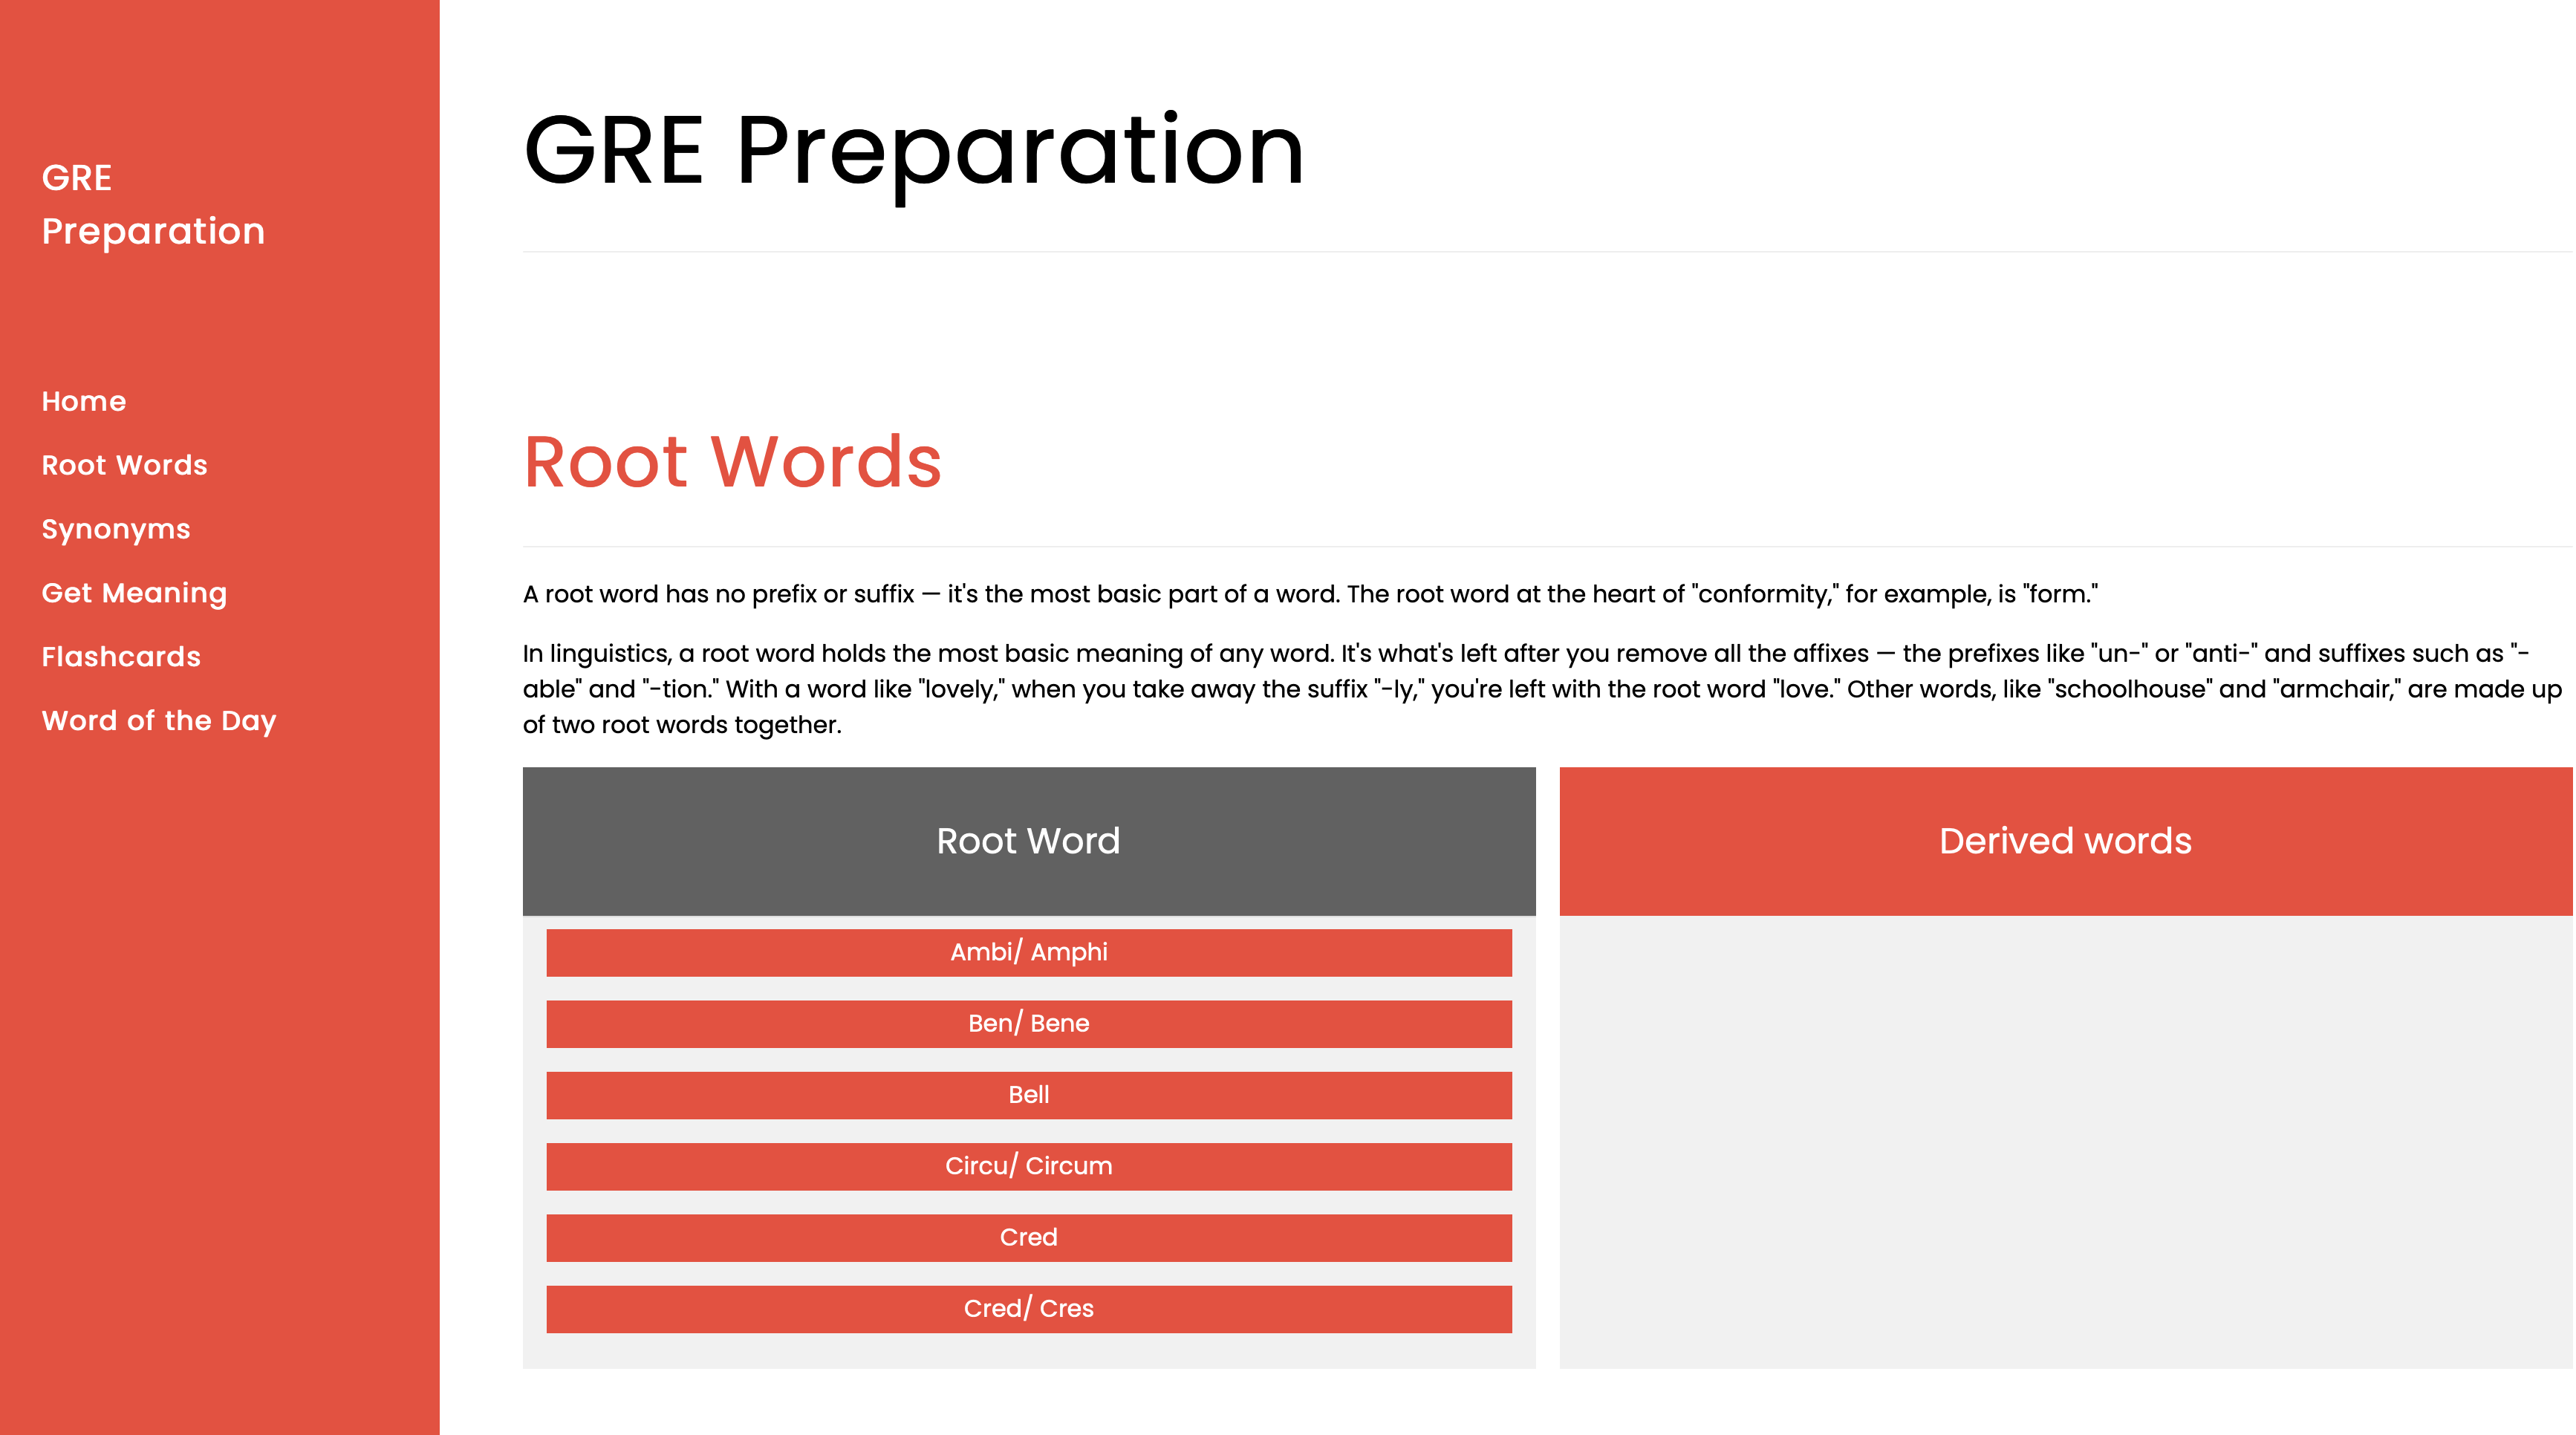 GRE
Preparation
Home
Root Words
Synonyms
Get Meaning
Flashcards
Word of the Day
GRE Preparation
Root Words
A root word has no prefix or suffix — it's the most basic part of a word. The root word at the heart of "conformity," for example, is "form."
In linguistics, a root word holds the most basic meaning of any word. It's what's left after you remove all the affixes — the prefixes like "un-" or "anti-" and suffixes such as "-
able" and "-tion." With a word like "lovely," when you take away the suffix "-ly," you're left with the root word "love." Other words, like "schoolhouse" and "armchair," are made up
of two root words together.
Root Word
Ambi/ Amphi
Ben/ Bene
Bell
Circu/ Circum
Cred
Cred/ Cres
Derived words